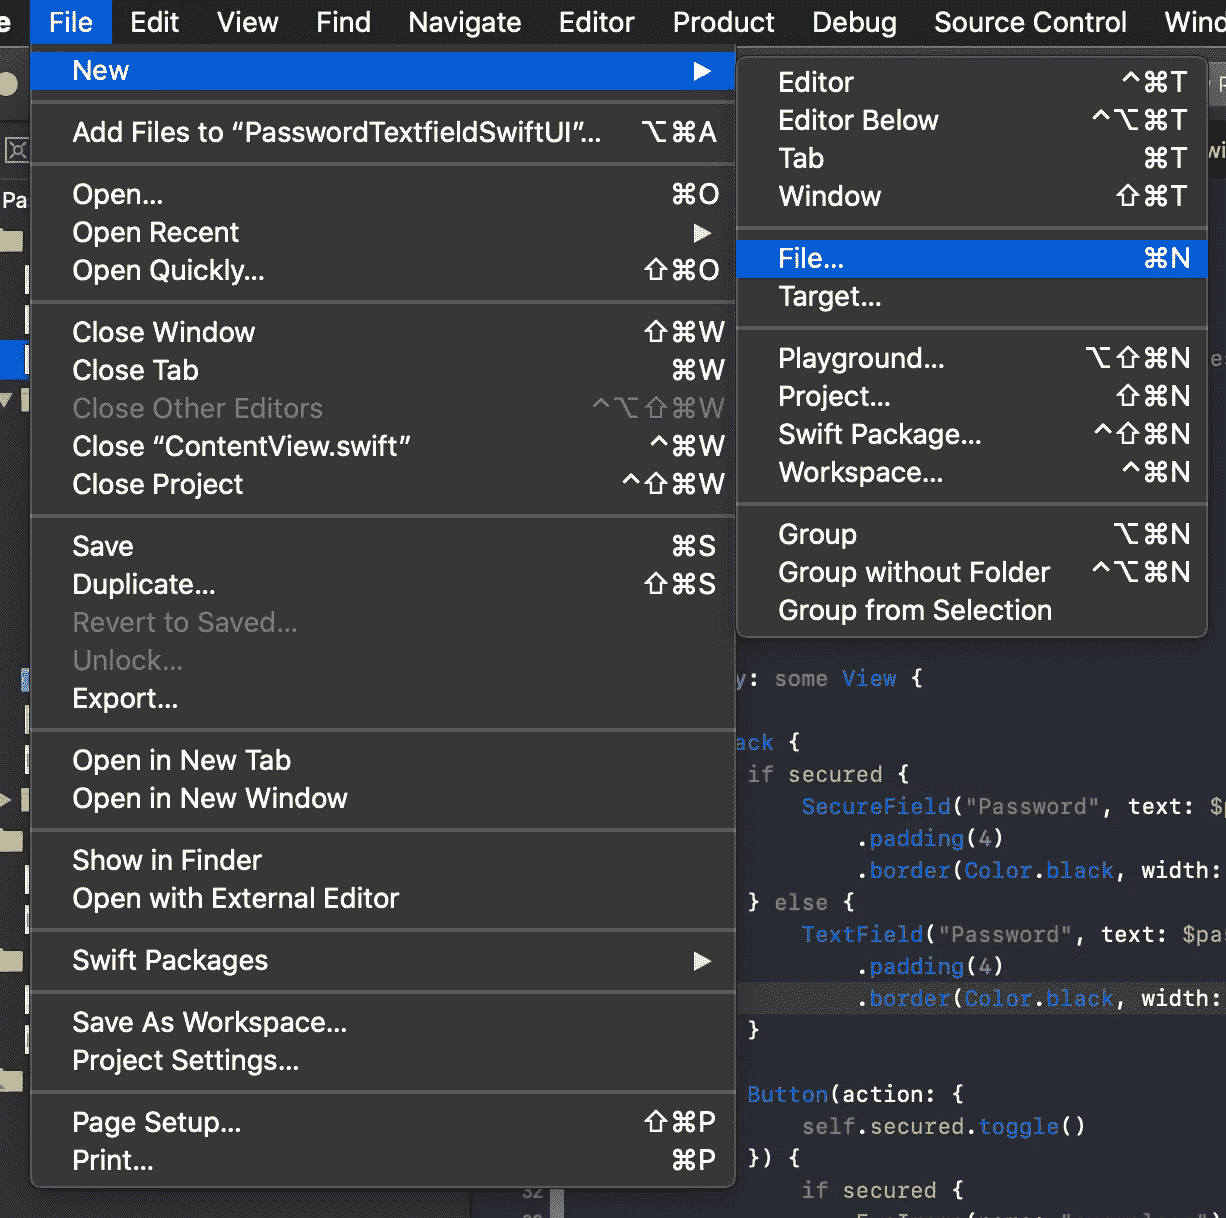 File Edit View Find Navigate Editor Product Debug Source Control
New
Add Files to “PasswordTextfieldSwiftUI”... ⌥⌘A
Open... ⌘O
Open Recent
Open Quickly... ⇧⌘O
Close Window ⇧⌘W
Close Tab ⌘W
Close Other Editors ^⌥⇧⌘W
Close “ContentView.swift” ^⌘W
Close Project ^⇧⌘W
Save ⌘S
Duplicate... ⇧⌘S
Revert to Saved...
Unlock...
Export...
Open in New Tab
Open in New Window
Show in Finder
Open with External Editor
Swift Packages
Save As Workspace...
Project Settings...
Page Setup... ⇧⌘P
Print... ⌘P
Editor ^⌘T
Editor Below ^⌥⌘T
Tab ⌘T
Window ⇧⌘T
File... ⌘N
Target...
Playground... ⌥⇧⌘N
Project... ⇧⌘N
Swift Package... ^⇧⌘N
Workspace... ^⌘N
Group ⌥⌘N
Group without Folder ^⌥⌘N
Group from Selection
y: some View {
ack {
if secured {
SecureField("Password", text: $
.padding(4)
.border(Color.black, width:
} else {
TextField("Password", text: $pa
.padding(4)
.border(Color.black, width:
}
Button(action: {
self.secured.toggle()
}) {
32 if secured {